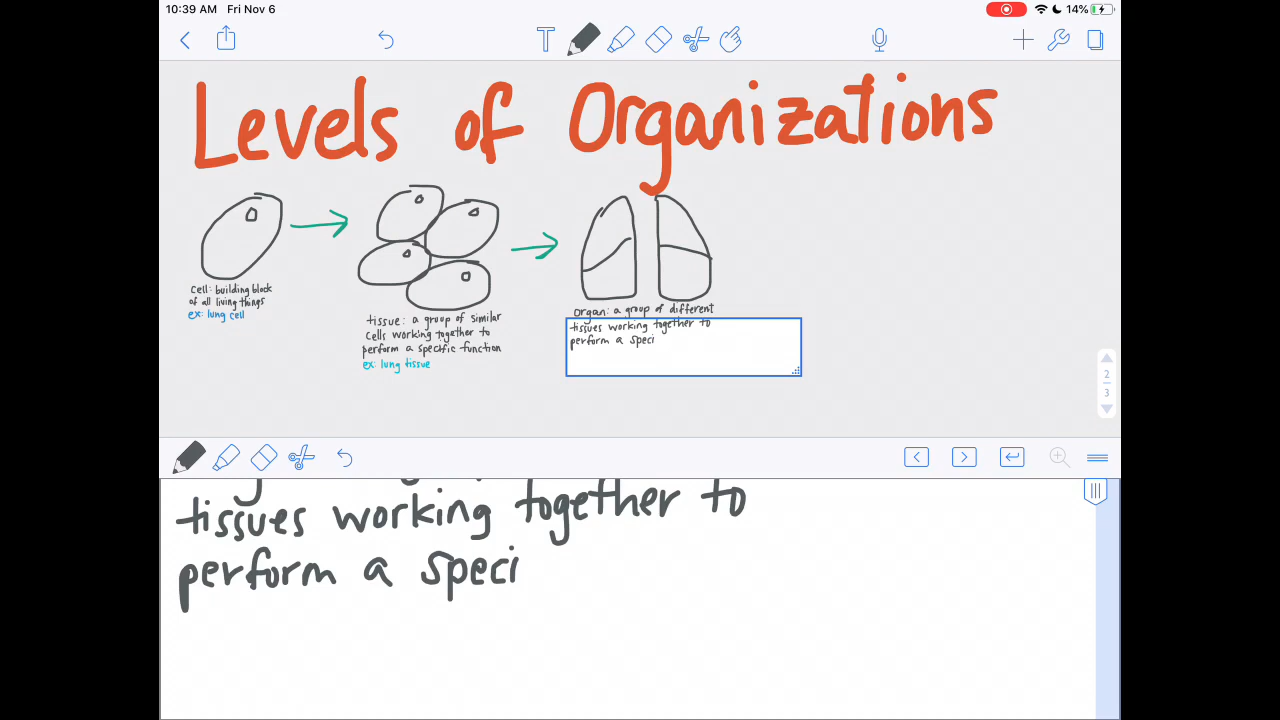 10:39 AM Fri Nov 6
14%
T
Levels of Organizations
cell: building block
of all living things
ex: lung cell
tissue: a group of similar
cells working together to
perform a specific function
ex: lung tissue
organ: a group of different
tissues working together to
perform a speci
2
3
tissues working together to
perform a speci